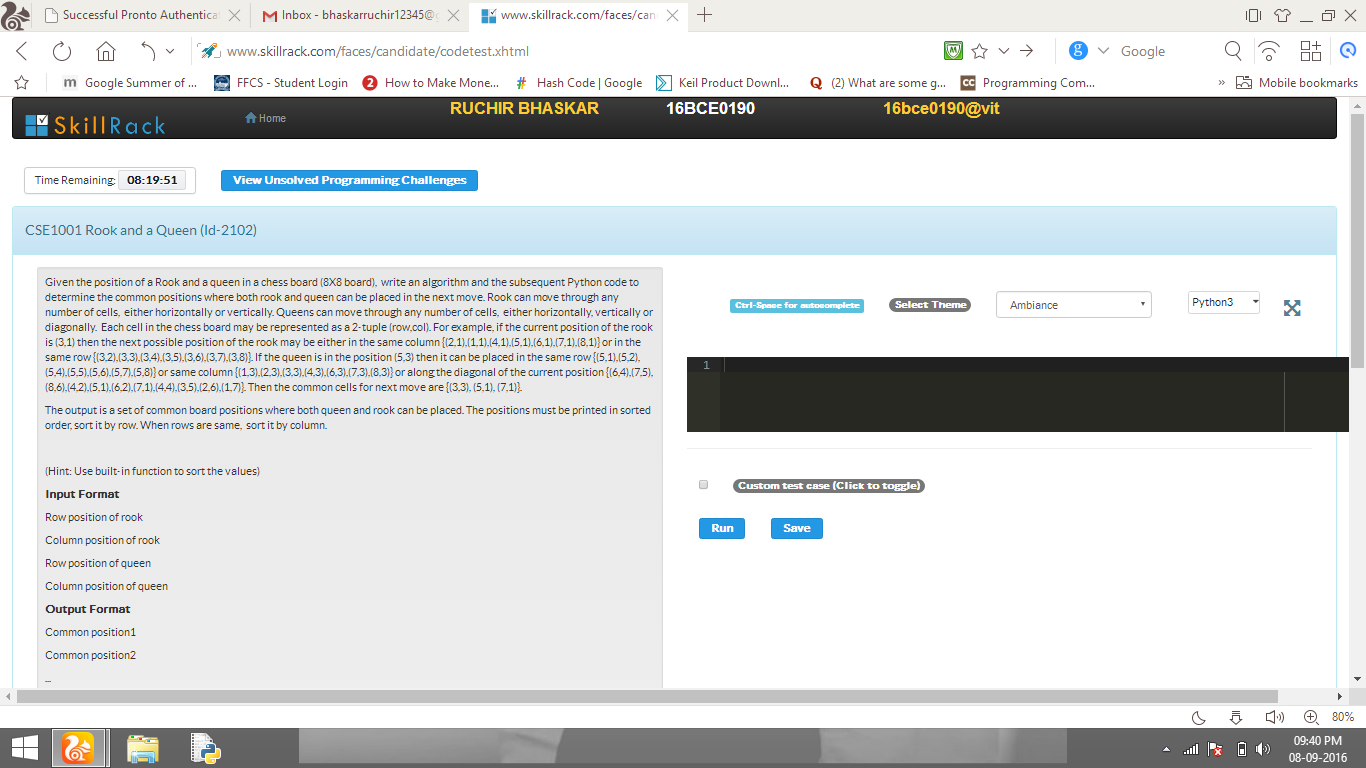 Successful Pronto Authenticat
Inbox - bhaskarruchir12345@g
www.skillrack.com/faces/can
www.skillrack.com/faces/candidate/codetest.xhtml
Google
Google Summer of ...
FFCS - Student Login
How to Make Mone...
Hash Code | Google
Keil Product Downl...
(2) What are some g...
Programming Com...
»
Mobile bookmarks
SkillRack
Home
RUCHIR BHASKAR
16BCE0190
16bce0190@vit
Time Remaining: 08:19:51
View Unsolved Programming Challenges
CSE1001 Rook and a Queen (Id-2102)
Given the position of a Rook and a queen in a chess board (8X8 board), write an algorithm and the subsequent Python code to
determine the common positions where both rook and queen can be placed in the next move. Rook can move through any
number of cells, either horizontally or vertically. Queens can move through any number of cells, either horizontally, vertically or
diagonally. Each cell in the chess board may be represented as a 2-tuple (row,col). For example, if the current position of the rook
is (3,1) then the next possible position of the rook may be either in the same column {(2,1),(1,1),(4,1),(5,1),(6,1),(7,1),(8,1)} or in the
same row {(3,2),(3,3),(3,4),(3,5),(3,6),(3,7),(3,8)}. If the queen is in the position (5,3) then it can be placed in the same row {(5,1),(5,2),
(5,4),(5,5),(5,6),(5,7),(5,8)} or same column {(1,3),(2,3),(3,3),(4,3),(6,3),(7,3),(8,3)} or along the diagonal of the current position {(6,4),(7,5),
(8,6),(4,2),(5,1),(6,2),(7,1),(4,4),(3,5),(2,6),(1,7)}. Then the common cells for next move are {(3,3), (5,1), (7,1)}.
The output is a set of common board positions where both queen and rook can be placed. The positions must be printed in sorted
order, sort it by row. When rows are same, sort it by column.
(Hint: Use built-in function to sort the values)
Input Format
Row position of rook
Column position of rook
Row position of queen
Column position of queen
Output Format
Common position1
Common position2
Ctrl-Space for autocomplete
Select Theme
Ambiance
Python3
1
Custom test case (Click to toggle)
Run
Save
80%
09:40 PM
08-09-2016